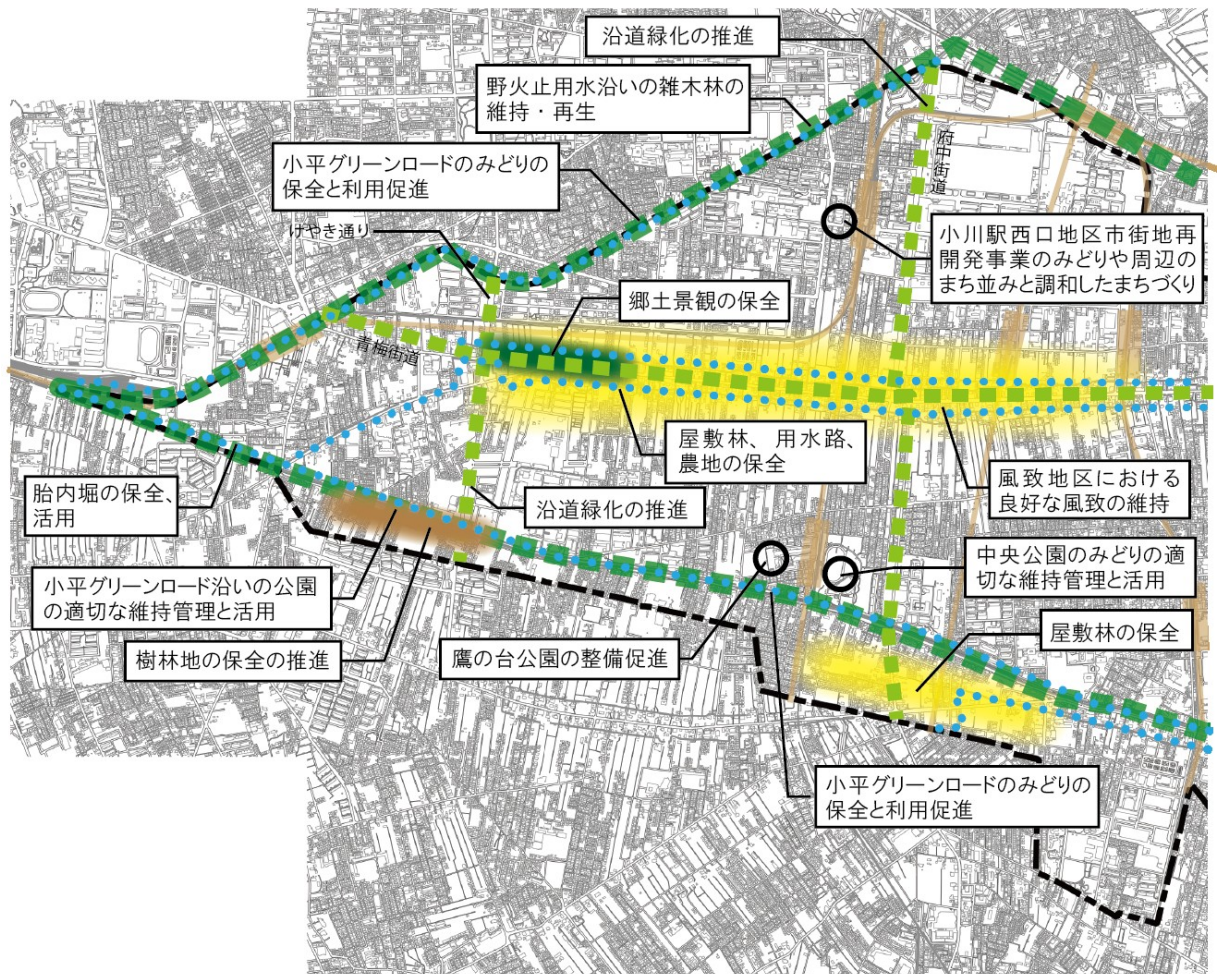 沿道緑化の推進
野火止用水沿いの雑木林の
維持・再生
小平グリーンロードのみどりの
保全と利用促進
けやき通り
府中街道
小川駅西口地区市街地再
開発事業のみどりや周辺の
まち並みと調和したまちづくり
郷土景観の保全
青梅街道
屋敷林、用水路、
農地の保全
風致地区における
良好な風致の維持
胎内堀の保全、
活用
沿道緑化の推進
中央公園のみどりの適
切な維持管理と活用
小平グリーンロード沿いの公園
の適切な維持管理と活用
屋敷林の保全
樹林地の保全の推進
鷹の台公園の整備促進
小平グリーンロードのみどりの
保全と利用促進